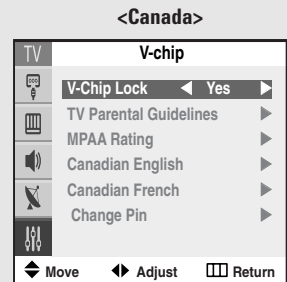 <Canada>
TV V-chip
V-Chip Lock Yes
TV Parental Guidelines
MPAA Rating
Canadian English
Canadian French
Change Pin
Move Adjust Return